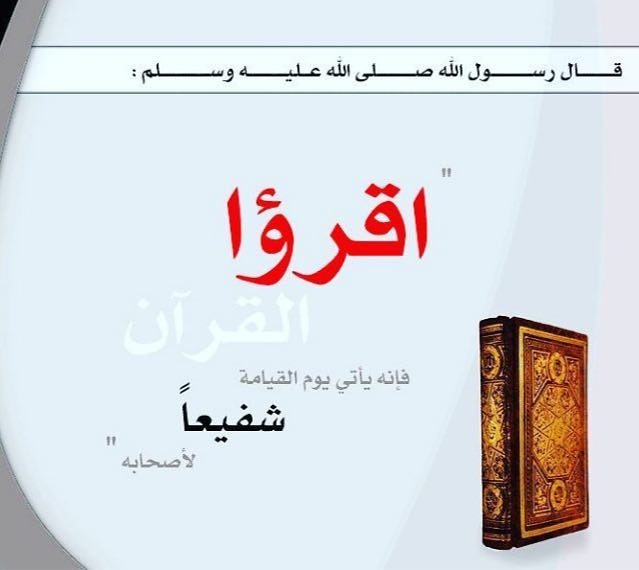 قال رسول الله صلى الله عليه وسلم :
"اقرؤا
القرآن
فإنه يأتي يوم القيامة
شفيعاً
لأصحابه"